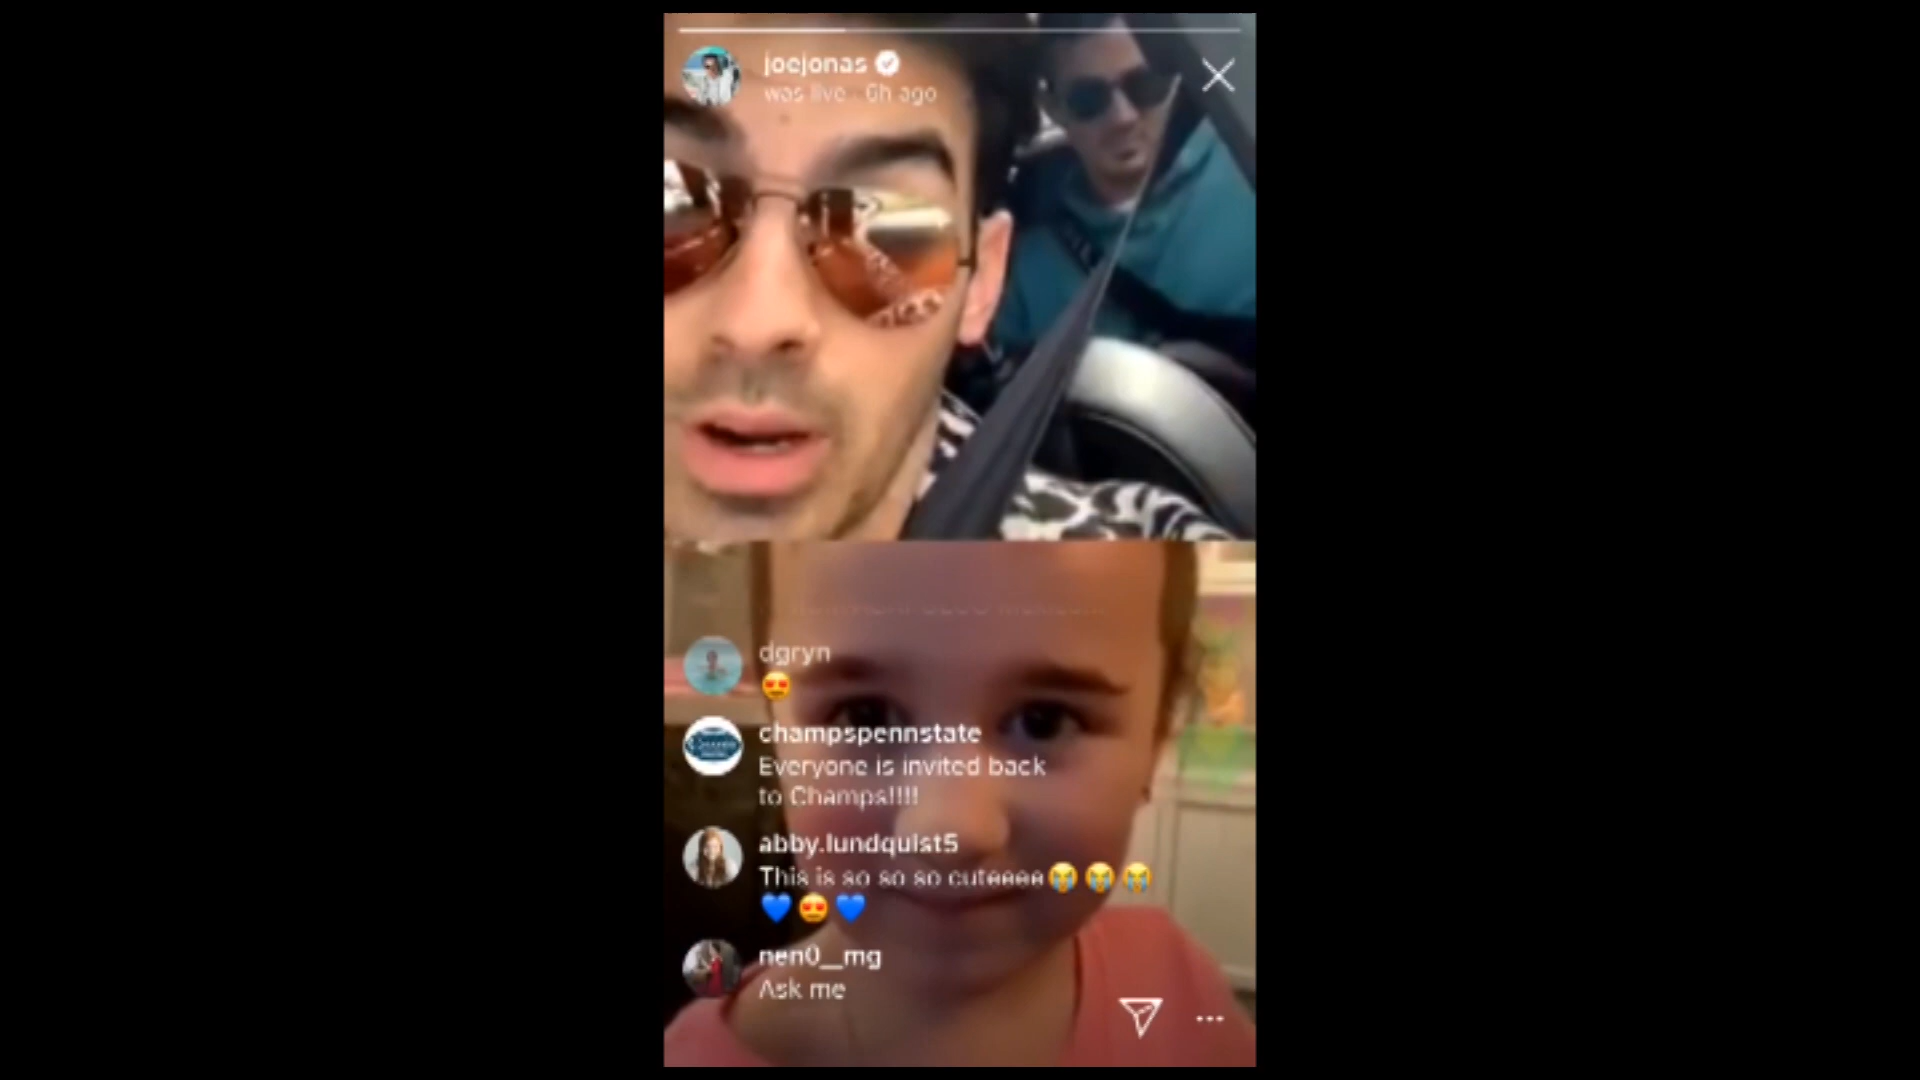 joejonas
was live · 6h ago
dgryn
😍
champspennstate
Everyone is invited back
to Champs!!!!
abby.lundquist5
This is so so so cuteeee😭😭😭
💙😍💙
nen0__mg
Ask me